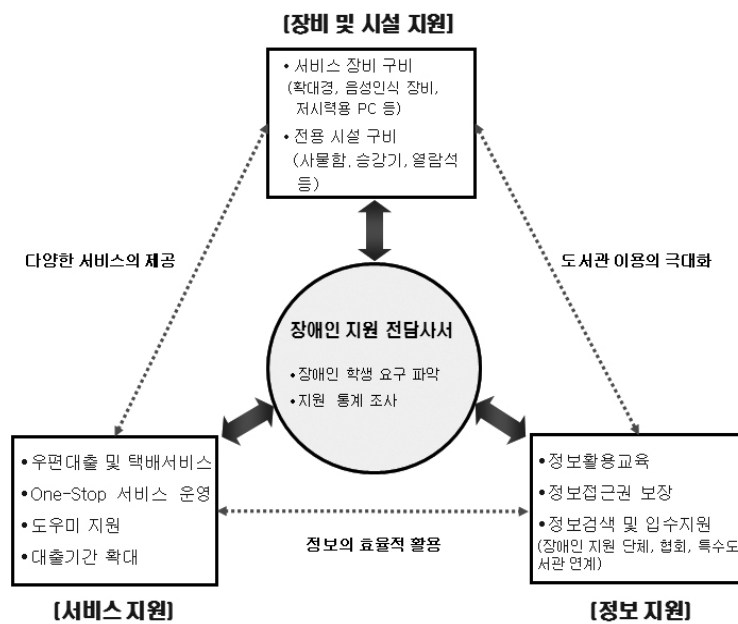 [장비 및 시설 지원]
• 서비스 장비 구비
(확대경, 음성인식 장비,
저시력용 PC 등)
• 전용 시설 구비
(사물함, 승강기, 열람석
등)
다양한 서비스의 제공
도서관 이용의 극대화
장애인 지원 전담사서
•장애인 학생 요구 파악
•지원 통계 조사
•우편대출 및 택배서비스
•One-Stop 서비스 운영
•도우미 지원
•대출기간 확대
정보의 효율적 활용
•정보활용교육
•정보접근권 보장
•정보검색 및 입수지원
(장애인 지원 단체, 협회, 특수도
서관 연계)
[서비스 지원]
[정보 지원]